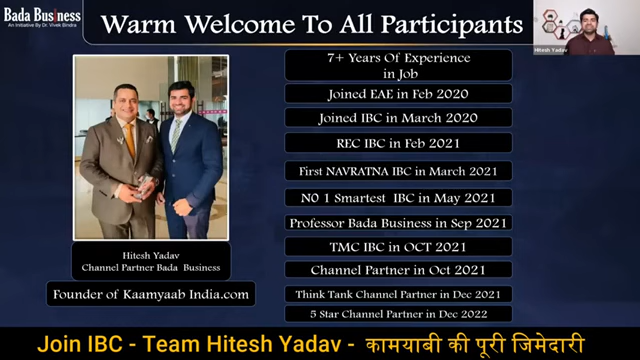 Bada Business
An Initiative By Dr. Vivek Bindra
Warm Welcome To All Participants
Hitesh Yadav
7+ Years Of Experience
in Job
Joined EAE in Feb 2020
Joined IBC in March 2020
REC IBC in Feb 2021
First NAVRATNA IBC in March 2021
N0 1 Smartest IBC in May 2021
Professor Bada Business in Sep 2021
TMC IBC in OCT 2021
Channel Partner in Oct 2021
Think Tank Channel Partner in Dec 2021
5 Star Channel Partner in Dec 2022
Hitesh Yadav
Channel Partner Bada Business
Founder of Kaamyaab India.com
Join IBC - Team Hitesh Yadav - कामयाबी की पूरी जिमेदारी